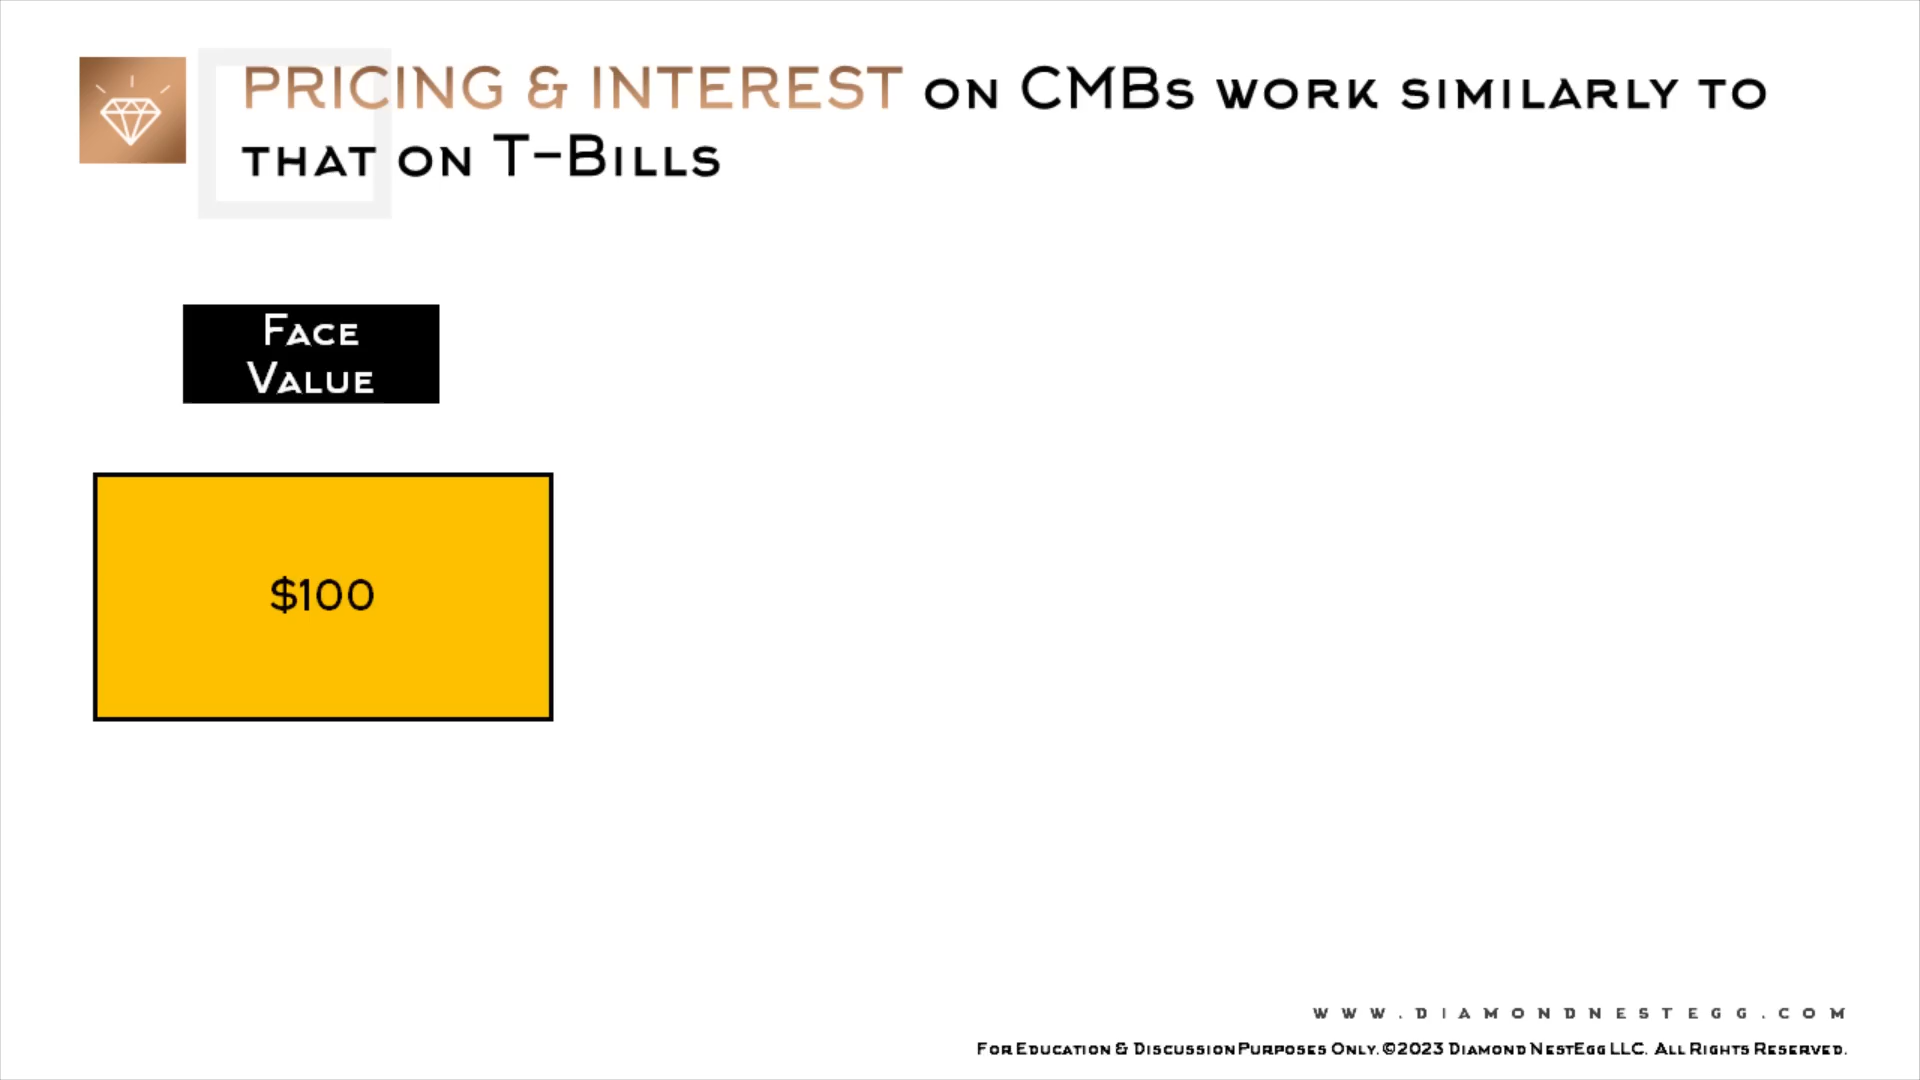 PRICING & INTEREST ON CMBS WORK SIMILARLY TO
THAT ON T-BILLS
FACE
VALUE
$100
WWW.DIAMONDNESTEGG.COM
FOR EDUCATION & DISCUSSION PURPOSES ONLY. ©2023 DIAMOND NESTEGG LLC. ALL RIGHTS RESERVED.